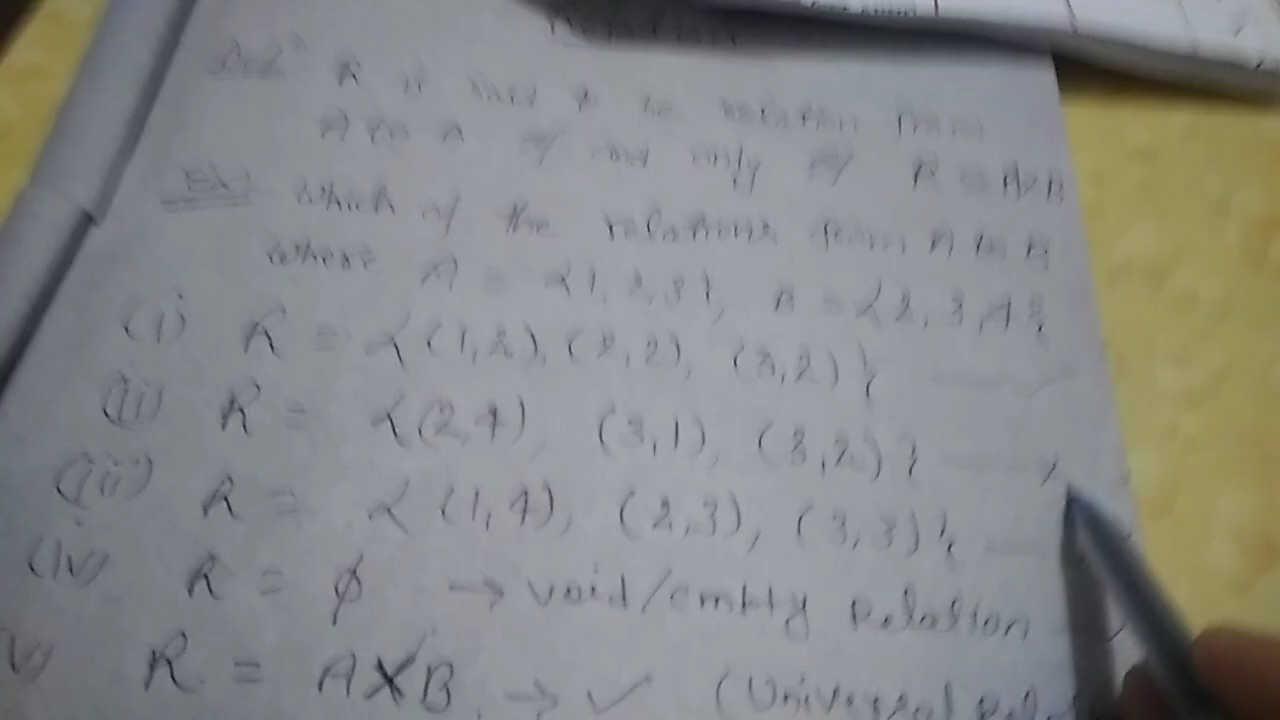 Relation
Defⁿ R is said to be relation from
A to B if and only if R ⊆ A×B
Ex: Which of the relations from A to B
where A = {1,2,3}, B = {2,3,4}
(i) R = {(1,2),(2,2), (3,2)}
(ii) R = {(2,4), (3,1), (3,2)}
(iii) R = {(1,4), (2,3), (3,3)}
(iv) R = ϕ → void/empty Relation
(v) R = A×B → ✓ (Universal